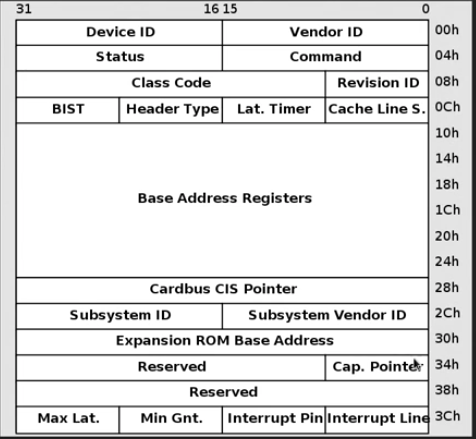 31 16 15 0
Device ID Vendor ID 00h
Status Command 04h
Class Code Revision ID 08h
BIST Header Type Lat. Timer Cache Line S. 0Ch
10h
14h
18h
Base Address Registers
1Ch
20h
24h
Cardbus CIS Pointer 28h
Subsystem ID Subsystem Vendor ID 2Ch
Expansion ROM Base Address 30h
Reserved Cap. Pointer 34h
Reserved 38h
Max Lat. Min Gnt. Interrupt Pin Interrupt Line 3Ch